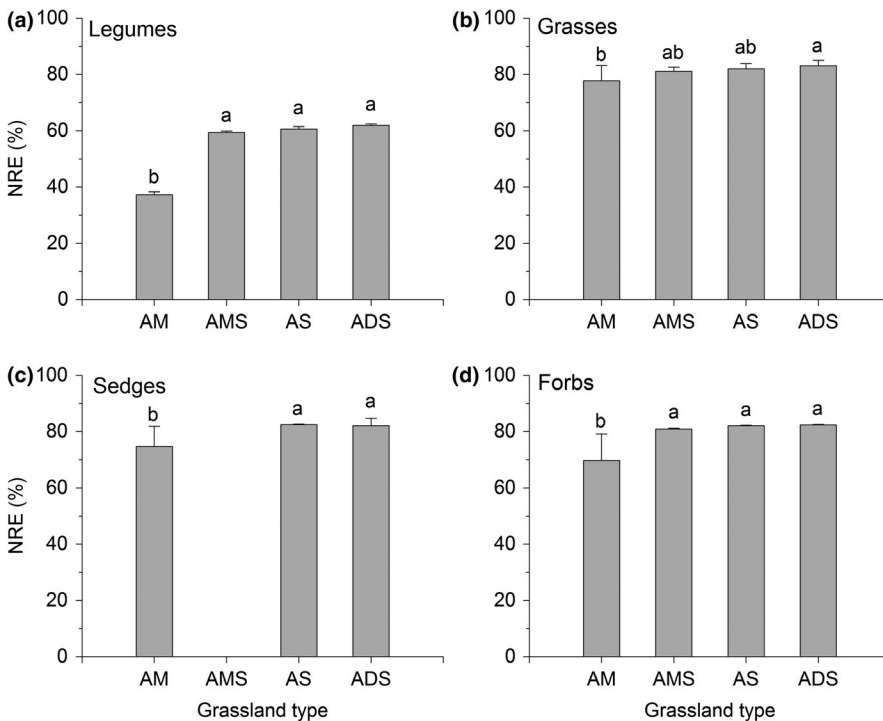 (a)
Legumes
NRE (%)
100
80
60
40
20
0
b
a
a
a
AM AMS AS ADS
(b)
Grasses
100
80
60
40
20
0
b
ab
ab
a
AM AMS AS ADS
(c)
Sedges
NRE (%)
100
80
60
40
20
0
b
a
a
AM AMS AS ADS
Grassland type
(d)
Forbs
100
80
60
40
20
0
b
a
a
a
AM AMS AS ADS
Grassland type